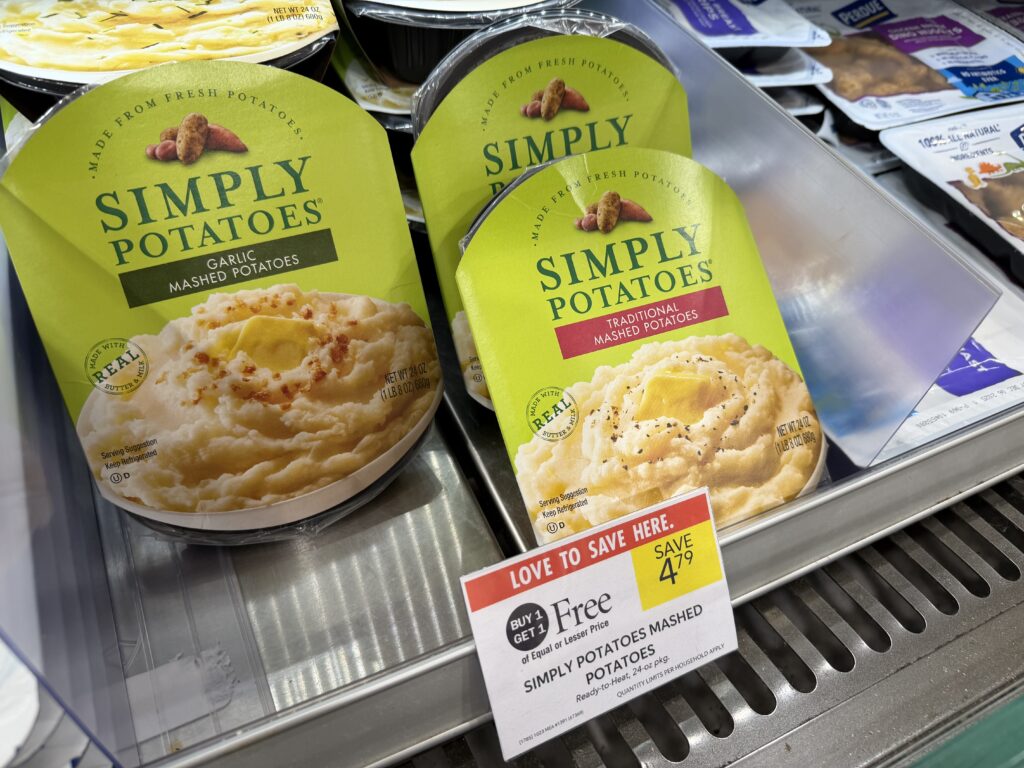 (1 LB 8 OZ) 680g
MADE FROM FRESH POTATOES
SIMPLY
POTATOES®
GARLIC
MASHED POTATOES
MADE WITH
REAL
BUTTER & MILK
NET WT 24 OZ
(1 LB 8 OZ) 680g
Serving Suggestion
Keep Refrigerated
U D
MADE FROM FRESH POTATOES
SIMPLY
MADE FROM FRESH POTATOES
SIMPLY
POTATOES®
TRADITIONAL
MASHED POTATOES
MADE WITH
REAL
BUTTER & MILK
NET WT 24 OZ
(1 LB 8 OZ) 680g
Serving Suggestion
Keep Refrigerated
U D
LOVE TO SAVE HERE.
SAVE
4 79
BUY 1
GET 1
Free
of Equal or Lesser Price
SIMPLY POTATOES MASHED
POTATOES
Ready-to-Heat, 24-oz pkg.
QUANTITY LIMITS PER HOUSEHOLD APPLY
PERDUE
NO ANTIBIOTICS
EVER
100% ALL NATURAL
INGREDIENTS